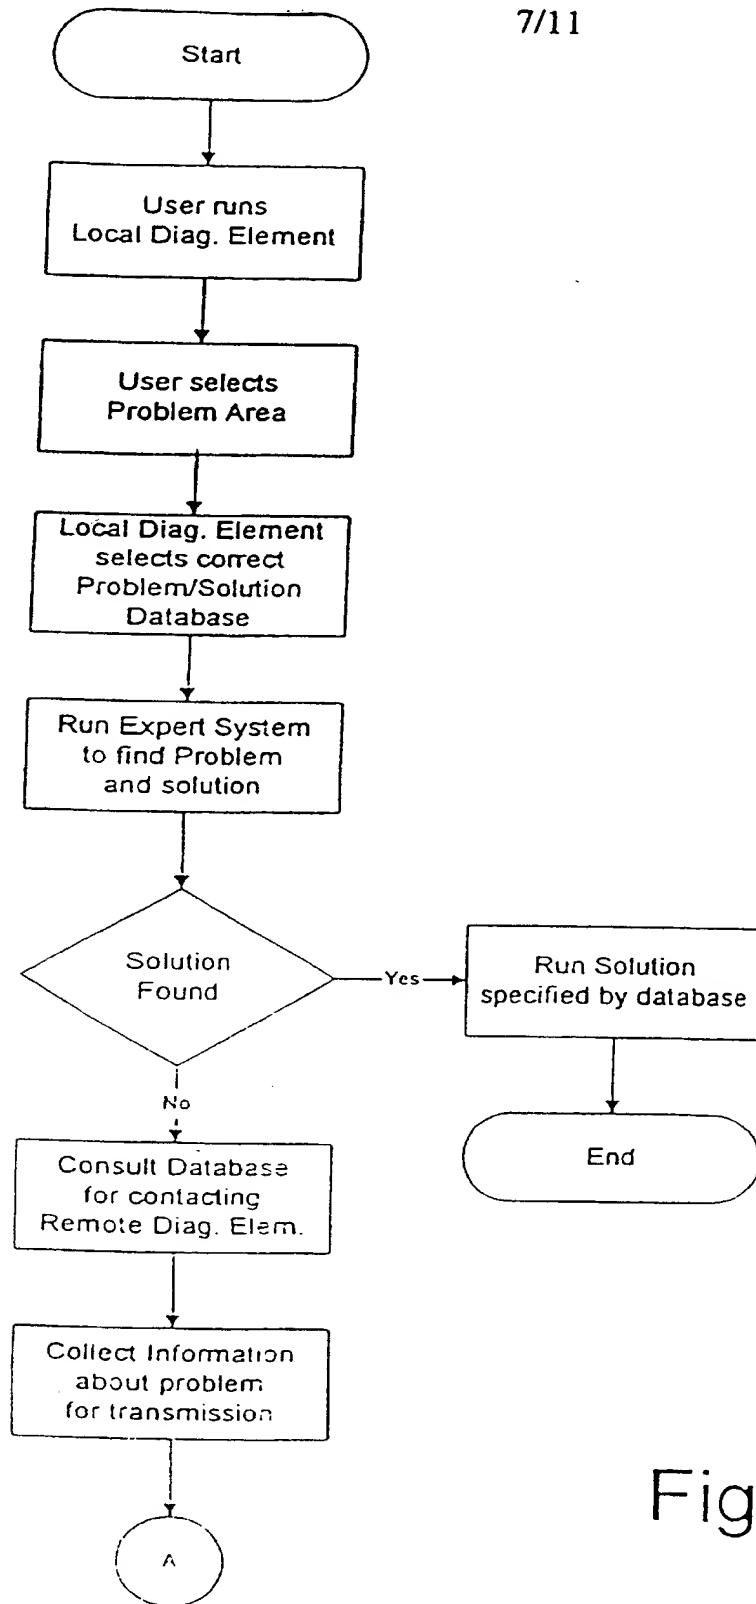 7/11
Start
User runs
Local Diag. Element
User selects
Problem Area
Local Diag. Element
selects correct
Problem/Solution
Database
Run Expert System
to find Problem
and solution
Solution
Found
Yes
Run Solution
specified by database
End
No
Consult Database
for contacting
Remote Diag. Elem.
Collect Information
about problem
for transmission
A
Fig